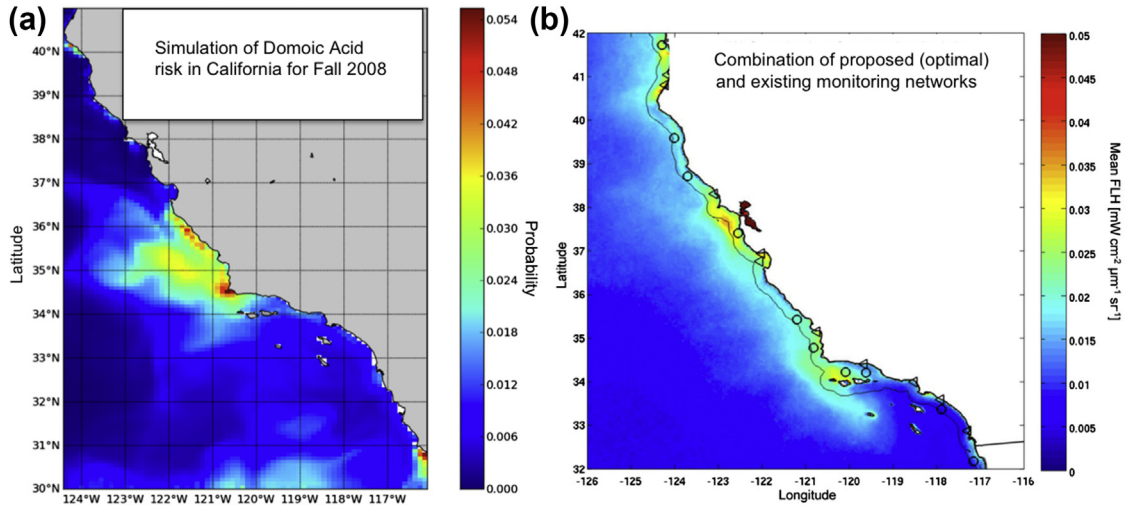 (a)
Simulation of Domoic Acid
risk in California for Fall 2008
40°N
39°N
38°N
37°N
36°N
35°N
34°N
33°N
32°N
31°N
30°N
Latitude
124°W 123°W 122°W 121°W 120°W 119°W 118°W 117°W
0.054
0.048
0.042
0.036
0.030
0.024
0.018
0.012
0.006
0.000
Probability
(b)
Combination of proposed (optimal)
and existing monitoring networks
42
41
40
39
38
37
36
35
34
33
32
Latitude
-126 -125 -124 -123 -122 -121 -120 -119 -118 -117 -116
Longitude
0.05
0.045
0.04
0.035
0.03
0.025
0.02
0.015
0.01
0.005
0
Mean FLH [mW cm⁻² μm⁻¹ sr⁻¹]